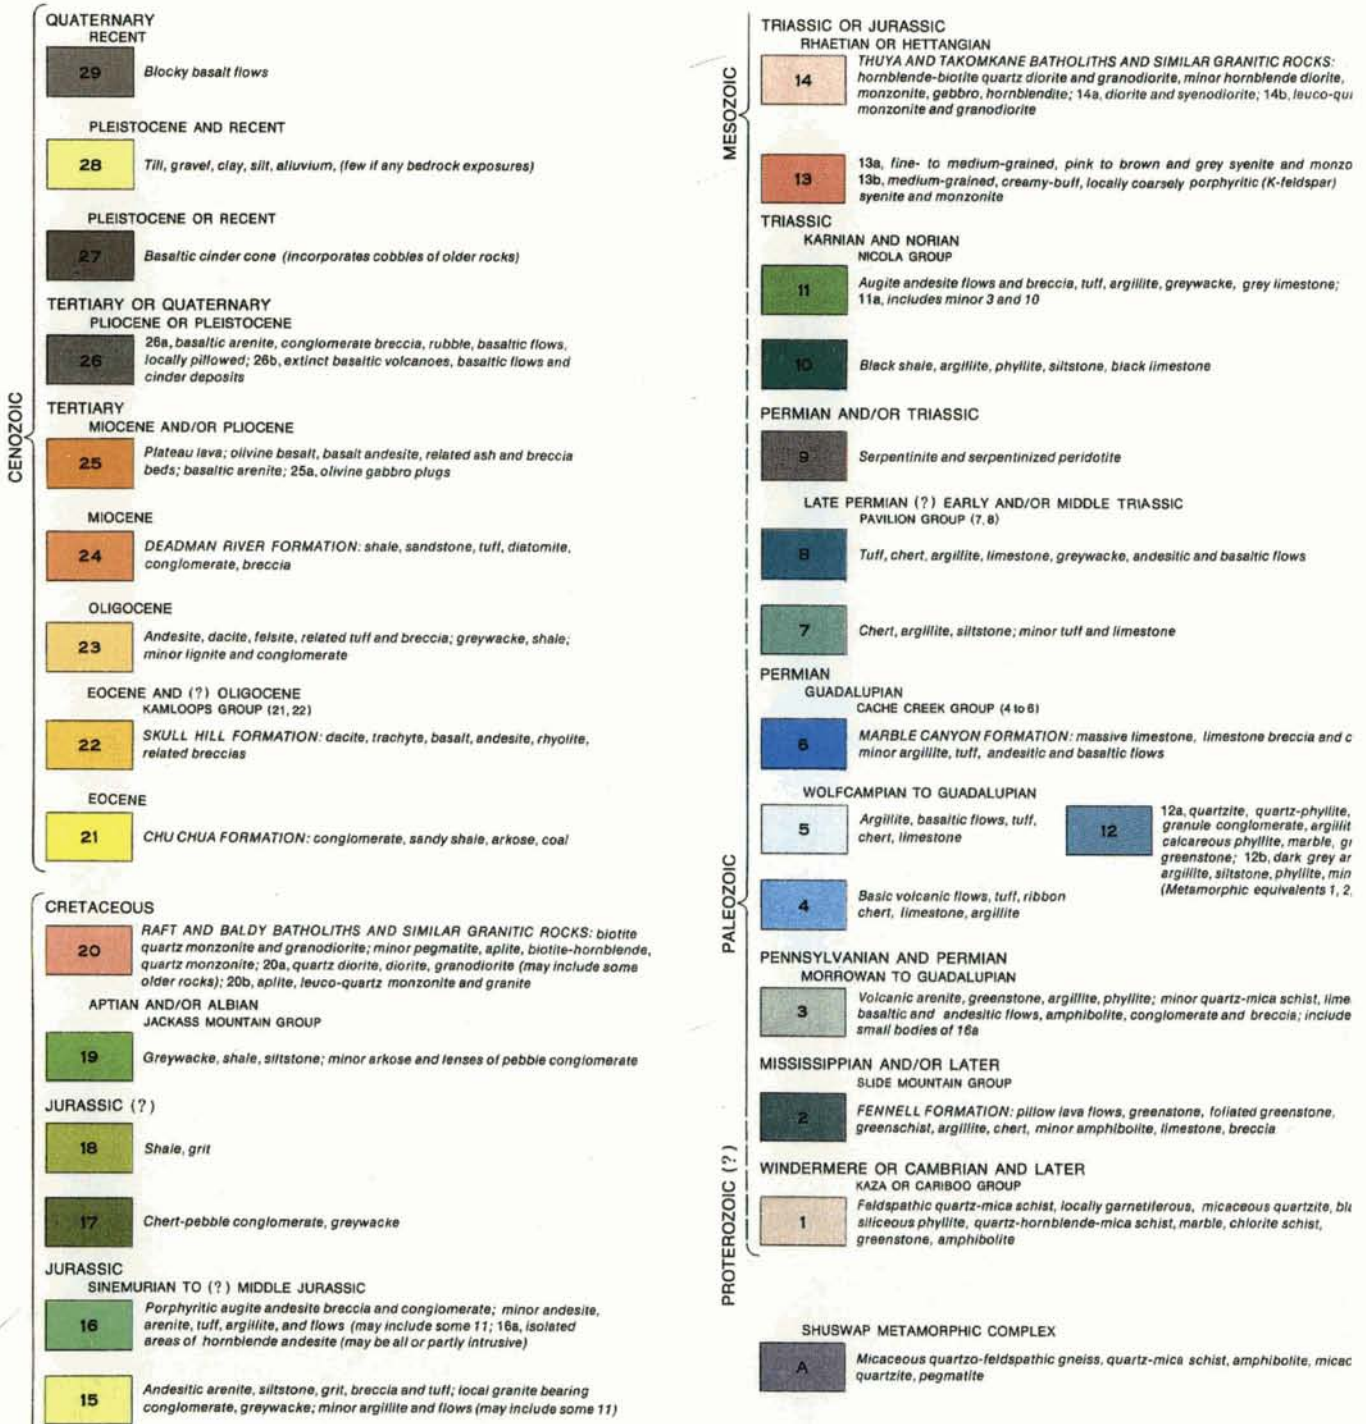 CENOZOIC
QUATERNARY
RECENT
29
Blocky basalt flows
PLEISTOCENE AND RECENT
28
Till, gravel, clay, silt, alluvium, (few if any bedrock exposures)
PLEISTOCENE OR RECENT
27
Basaltic cinder cone (incorporates cobbles of older rocks)
TERTIARY OR QUATERNARY
PLIOCENE OR PLEISTOCENE
26
26a, basaltic arenite, conglomerate breccia, rubble, basaltic flows,
locally pillowed; 26b, extinct basaltic volcanoes, basaltic flows and
cinder deposits
TERTIARY
MIOCENE AND/OR PLIOCENE
25
Plateau lava; olivine basalt, basalt andesite, related ash and breccia
beds; basaltic arenite; 25a, olivine gabbro plugs
MIOCENE
24
DEADMAN RIVER FORMATION: shale, sandstone, tuff, diatomite,
conglomerate, breccia
OLIGOCENE
23
Andesite, dacite, felsite, related tuff and breccia; greywacke, shale;
minor lignite and conglomerate
EOCENE AND (?) OLIGOCENE
KAMLOOPS GROUP (21, 22)
22
SKULL HILL FORMATION: dacite, trachyte, basalt, andesite, rhyolite,
related breccias
EOCENE
21
CHU CHUA FORMATION: conglomerate, sandy shale, arkose, coal
CRETACEOUS
20
RAFT AND BALDY BATHOLITHS AND SIMILAR GRANITIC ROCKS: biotite
quartz monzonite and granodiorite; minor pegmatite, aplite, biotite-hornblende,
quartz monzonite; 20a, quartz diorite, diorite, granodiorite (may include some
older rocks); 20b, aplite, leuco-quartz monzonite and granite
APTIAN AND/OR ALBIAN
JACKASS MOUNTAIN GROUP
19
Greywacke, shale, siltstone; minor arkose and lenses of pebble conglomerate
JURASSIC (?)
18
Shale, grit
17
Chert-pebble conglomerate, greywacke
JURASSIC
SINEMURIAN TO (?) MIDDLE JURASSIC
16
Porphyritic augite andesite breccia and conglomerate; minor andesite,
arenite, tuff, argillite, and flows (may include some 11; 16a, isolated
areas of hornblende andesite (may be all or partly intrusive)
15
Andesitic arenite, siltstone, grit, breccia and tuff; local granite bearing
conglomerate, greywacke; minor argillite and flows (may include some 11)
MESOZOIC
TRIASSIC OR JURASSIC
RHAETIAN OR HETTANGIAN
14
THUYA AND TAKOMKANE BATHOLITHS AND SIMILAR GRANITIC ROCKS:
hornblende-biotite quartz diorite and granodiorite, minor hornblende diorite,
monzonite, gabbro, hornblendite; 14a, diorite and syenodiorite; 14b,
monzonite and granodiorite
13
13a, fine- to medium-grained, pink to brown and grey syenite and monzo
13b, medium-grained, creamy-buff, locally coarsely porphyritic (K-feldspar)
syenite and monzonite
TRIASSIC
KARNIAN AND NORIAN
NICOLA GROUP
11
Augite andesite flows and breccia, tuff, argillite, greywacke, grey limestone;
11a, includes minor 3 and 10
10
Black shale, argillite, phyllite, siltstone, black limestone
PERMIAN AND/OR TRIASSIC
9
Serpentinite and serpentinized peridotite
LATE PERMIAN (?) EARLY AND/OR MIDDLE TRIASSIC
PAVILION GROUP (7, 8)
8
Tuff, chert, argillite, limestone, greywacke, andesitic and basaltic flows
7
Chert, argillite, siltstone; minor tuff and limestone
PALEOZOIC
PERMIAN
GUADALUPIAN
CACHE CREEK GROUP (4 to 6)
6
MARBLE CANYON FORMATION: massive limestone, limestone breccia and c
minor argillite, tuff, andesitic and basaltic flows
WOLFCAMPIAN TO GUADALUPIAN
5
Argillite, basaltic flows, tuff,
chert, limestone
12
12a, quartzite, quartz-phyllite,
granule conglomerate, argillit
calcareous phyllite, marble, gr
greenstone; 12b, dark grey ar
argillite, siltstone, phyllite, min
(Metamorphic equivalents 1, 2,
4
Basic volcanic flows, tuff, ribbon
chert, limestone, argillite
PENNSYLVANIAN AND PERMIAN
MORROWAN TO GUADALUPIAN
3
Volcanic arenite, greenstone, argillite, phyllite; minor quartz-mica schist, lime
basaltic and andesitic flows, amphibolite, conglomerate and breccia; include
small bodies of 16a
MISSISSIPPIAN AND/OR LATER
SLIDE MOUNTAIN GROUP
2
FENNELL FORMATION: pillow lava flows, greenstone, foliated greenstone,
greenschist, argillite, chert, minor amphibolite, limestone, breccia
PROTEROZOIC (?)
WINDERMERE OR CAMBRIAN AND LATER
KAZA OR CARIBOO GROUP
1
Feldspathic quartz-mica schist, locally garnetiferous, micaceous quartzite,
siliceous phyllite, quartz-hornblende-mica schist, marble, chlorite schist,
greenstone, amphibolite
SHUSWAP METAMORPHIC COMPLEX
A
Micaceous quartzo-feldspathic gneiss, quartz-mica schist, amphibolite, micac
quartzite, pegmatite